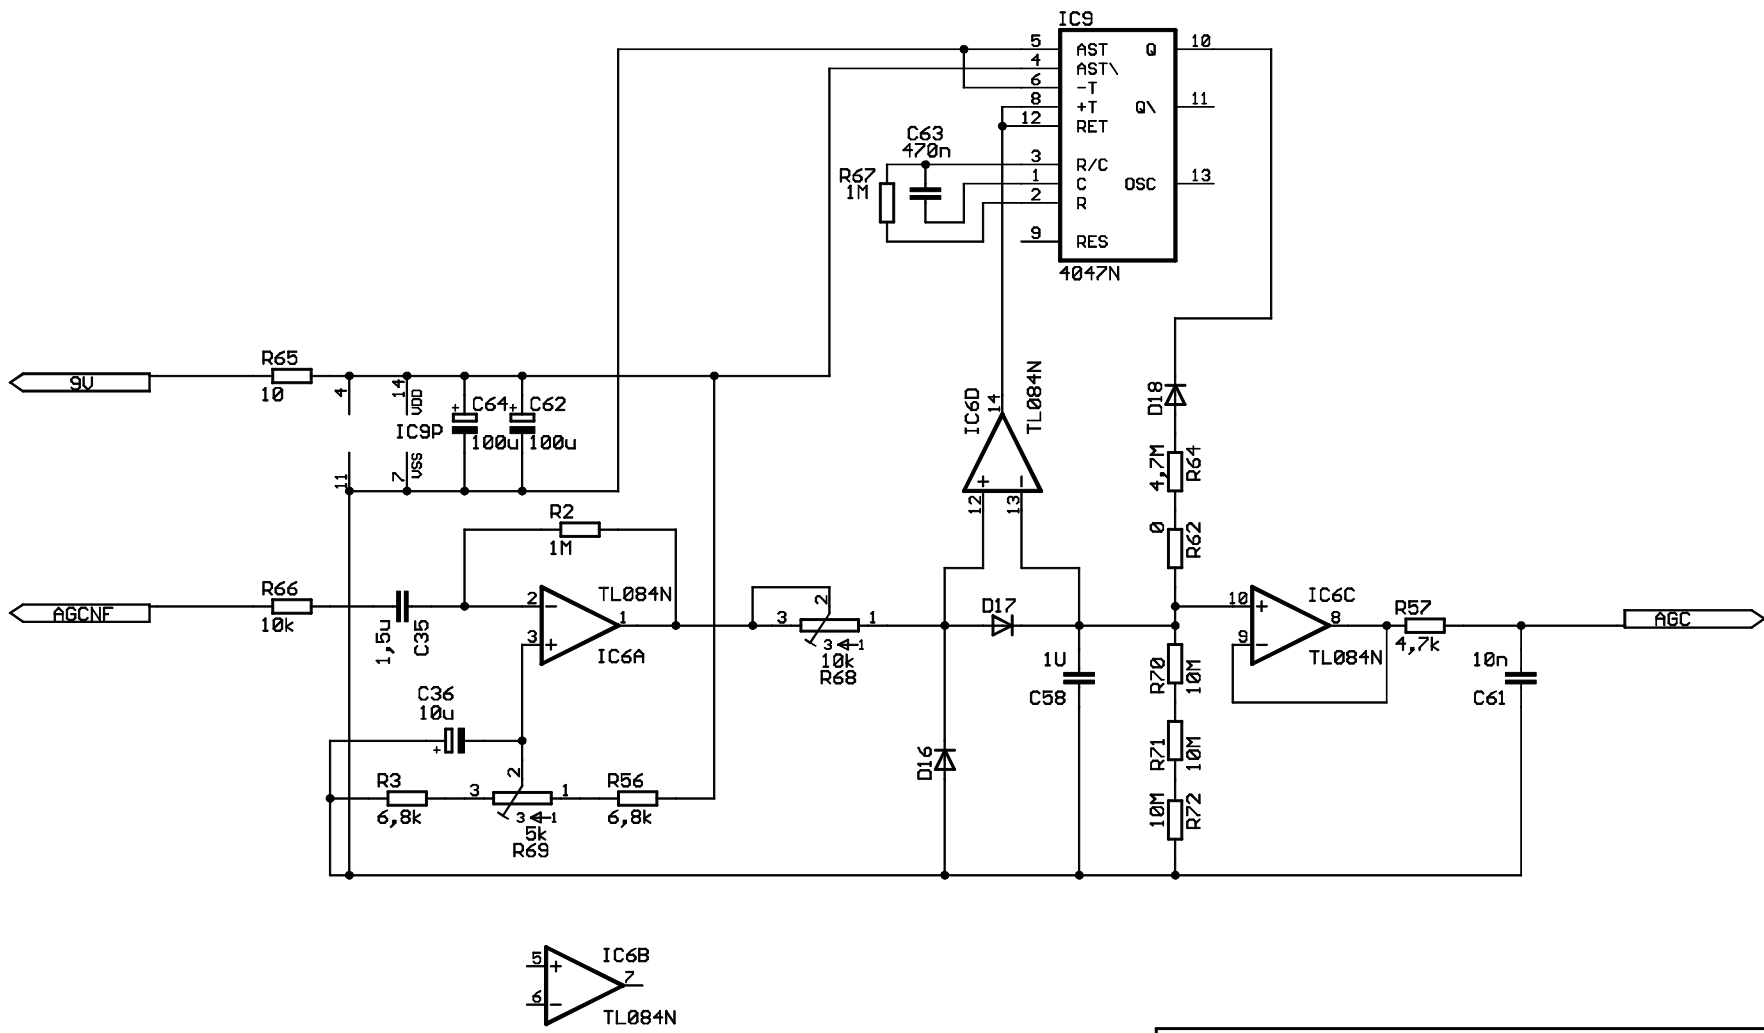 IC9
5 AST Q 10
4 AST\
6 -T
8 +T Q\ 11
12 RET
C63
470n
3 R/C
R67
1M
1 C OSC 13
2 R
9 RES
4047N
9V
R65
10
4
11
14 VDD
IC9P
7 VSS
+ C64
100u
+ C62
100u
IC6D
14
TL084N
+ -
12 13
D18
4,7M R64
0 R62
R2
1M
AGCNF
R66
10k
1,5u C35
2 -
3 +
TL084N
1
IC6A
3 2 1
3 ←1
10k
R68
D17
1U
C58
D16
R70 10M
R71 10M
10M R72
10 +
9 -
IC6C
8
TL084N
R57
4,7k
AGC
10n
C61
C36
10u
+
R3
6,8k
3 2 1
3 ←1
5k
R69
R56
6,8k
IC6B
5 +
7
6 -
TL084N